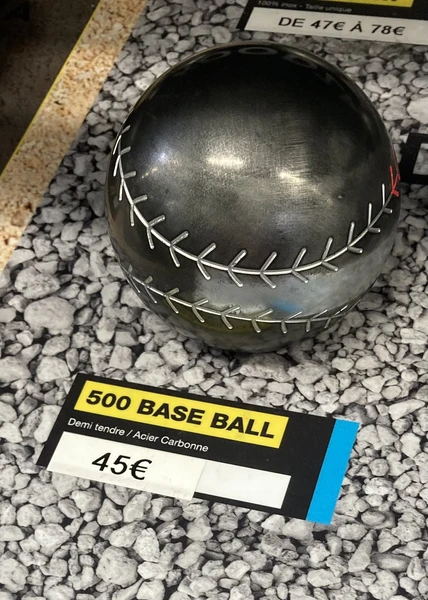 100% inox - Taille unique
DE 47€ À 78€
500 BASE BALL
Demi tendre / Acier Carbonne
45€